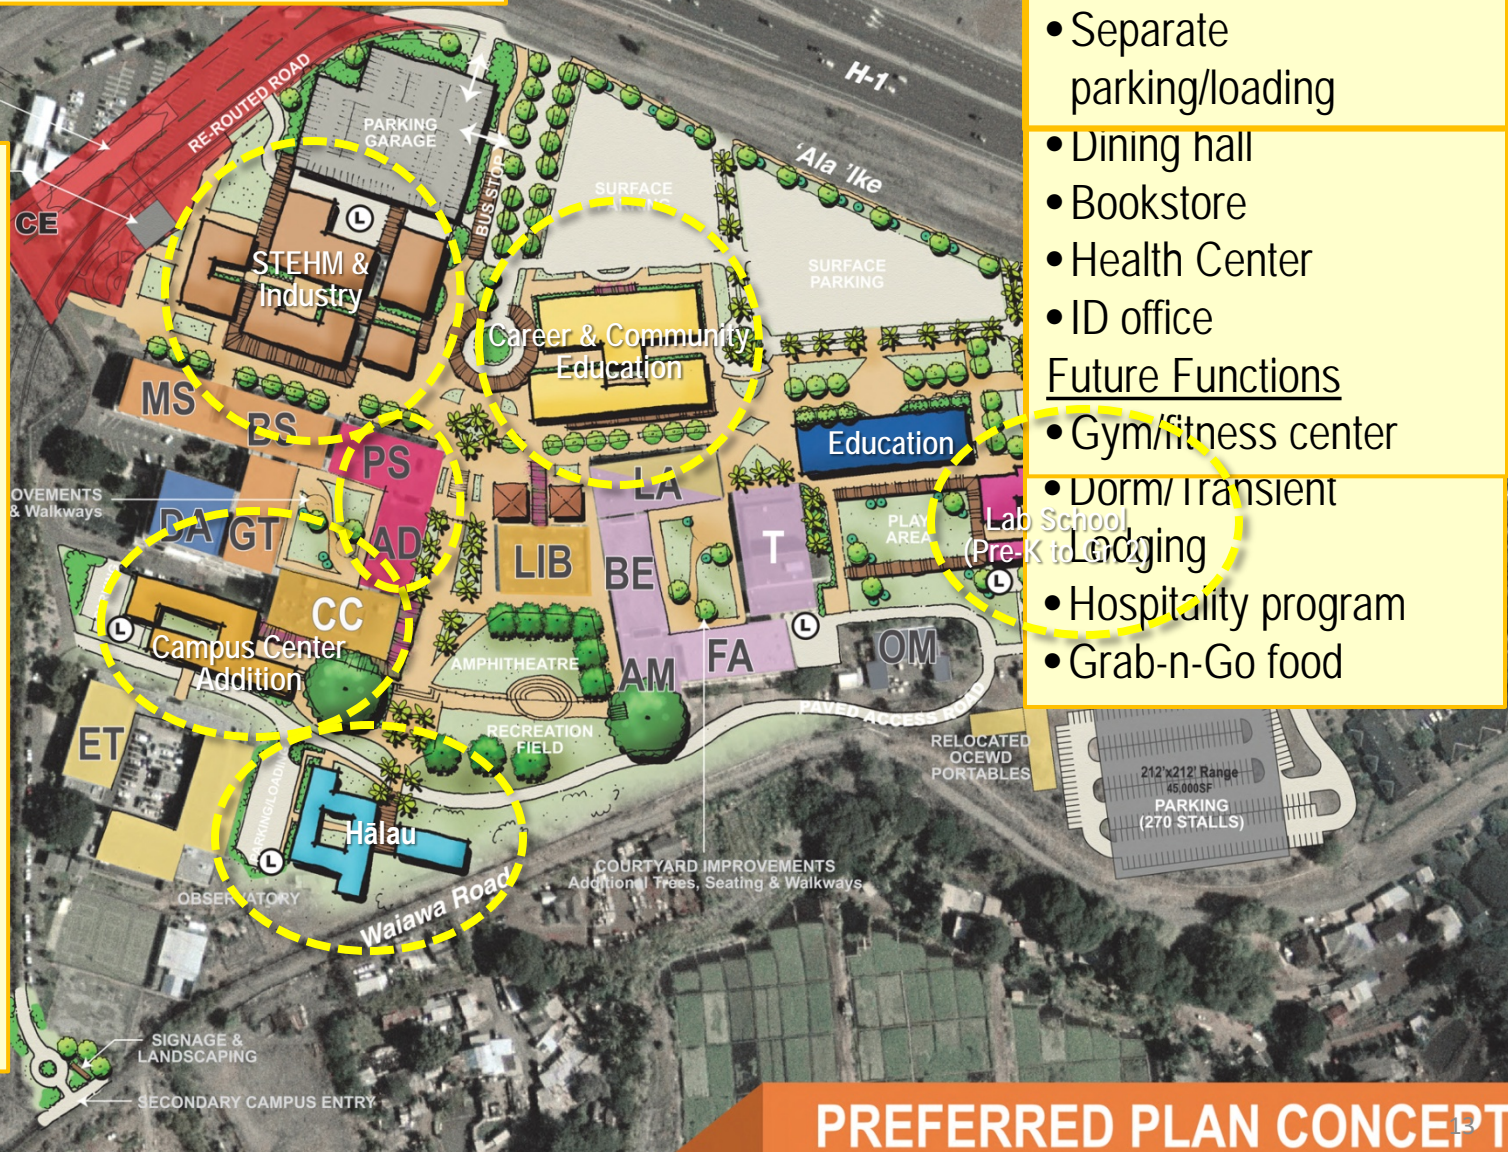 • Separate
parking/loading
• Dining hall
• Bookstore
• Health Center
• ID office
Future Functions
• Gym/fitness center
• Dorm/Transient
Lodging
• Hospitality program
• Grab-n-Go food
H-1
RE-ROUTED ROAD
PARKING
GARAGE
'Ala 'Ike
SURFACE
PARKING
BUS STOP
CE
L
STEHM &
Industry
SURFACE
PARKING
Career & Community
Education
MS
BS
PS
Education
LA
OVEMENTS
& Walkways
DA
GT
AD
LIB
BE
T
PLAY
AREA
Lab School
(Pre-K to Gr. 2)
L
CC
L
L
Campus Center
Addition
AMPHITHEATRE
AM
FA
OM
PAVED ACCESS ROAD
ET
RECREATION
FIELD
RELOCATED
OCEWD
PORTABLES
212'x212' Range
45,000SF
PARKING
(270 STALLS)
PARKING/LOADING
Hālau
L
OBSERVATORY
Waiawa Road
COURTYARD IMPROVEMENTS
Additional Trees, Seating & Walkways
SIGNAGE &
LANDSCAPING
SECONDARY CAMPUS ENTRY
PREFERRED PLAN CONCEPT
13